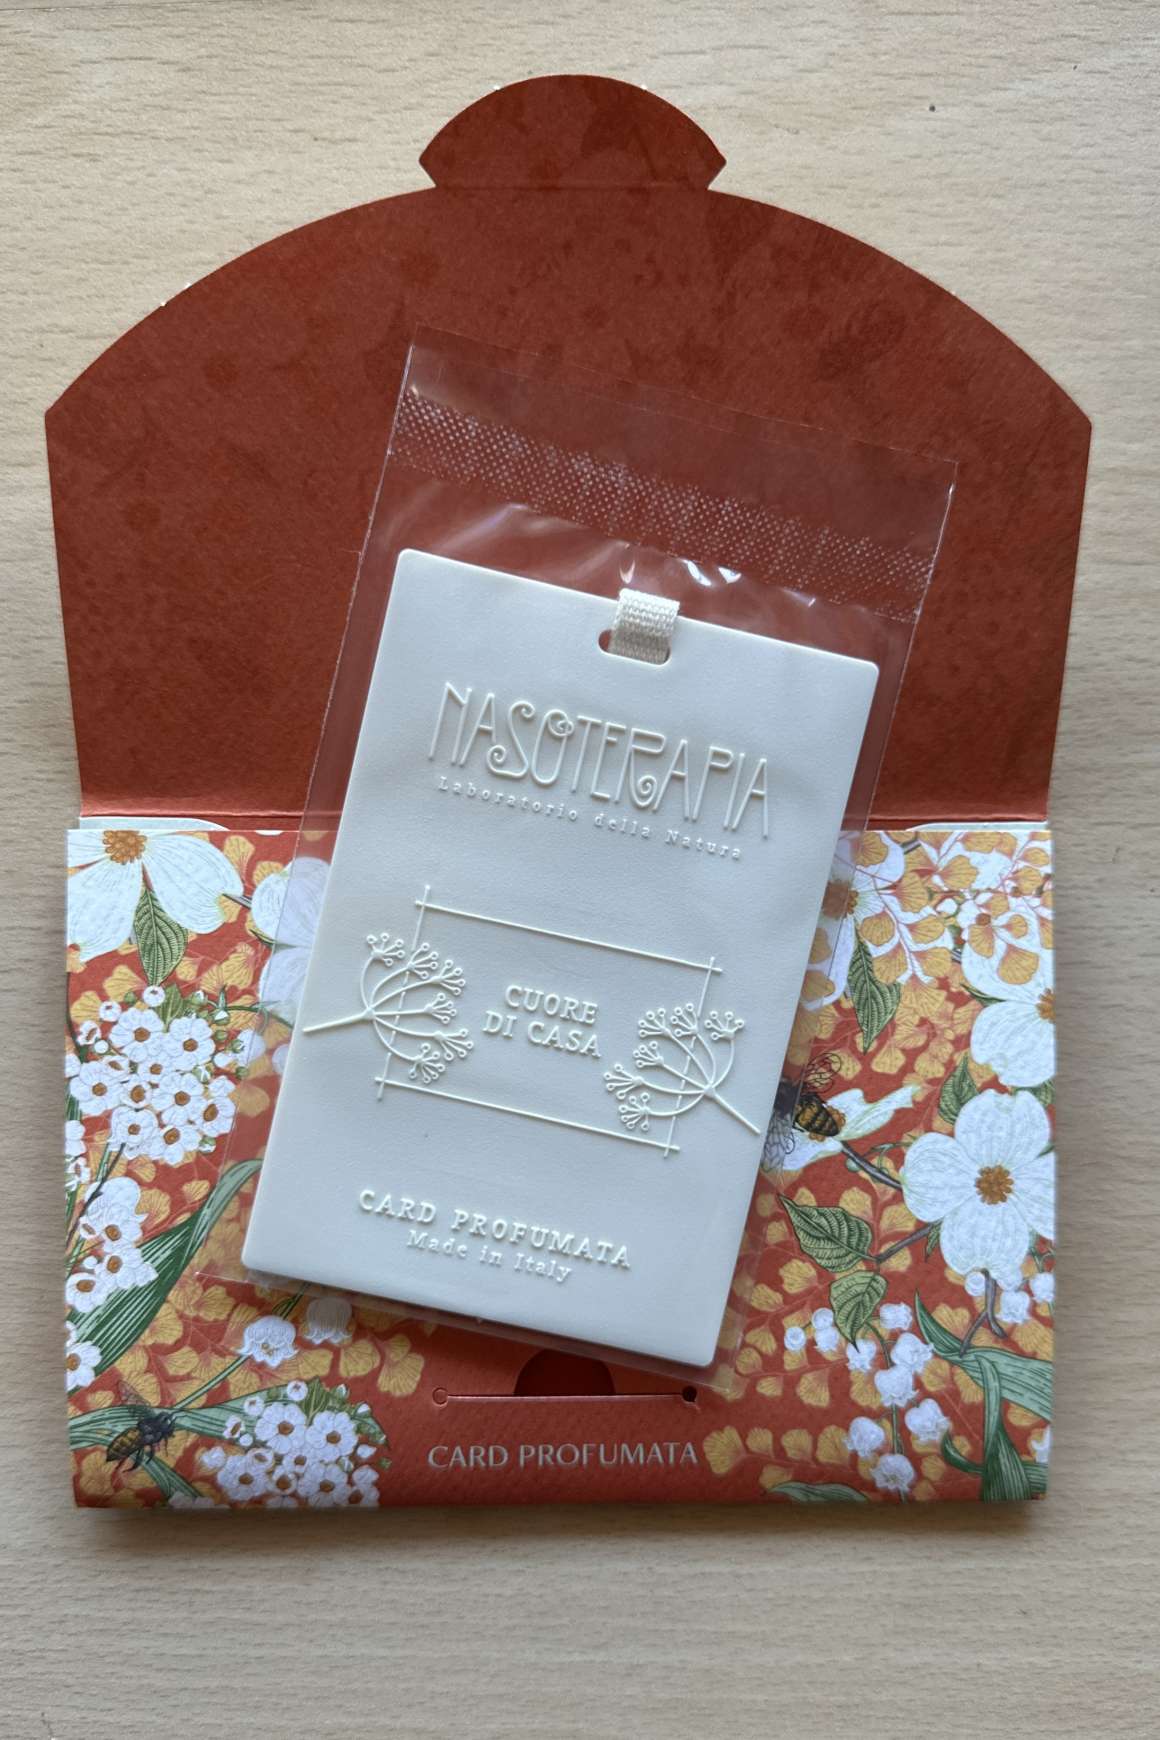 NASOTERAPIA
Laboratorio della Natura
CUORE
DI CASA
CARD PROFUMATA
Made in Italy
CARD PROFUMATA